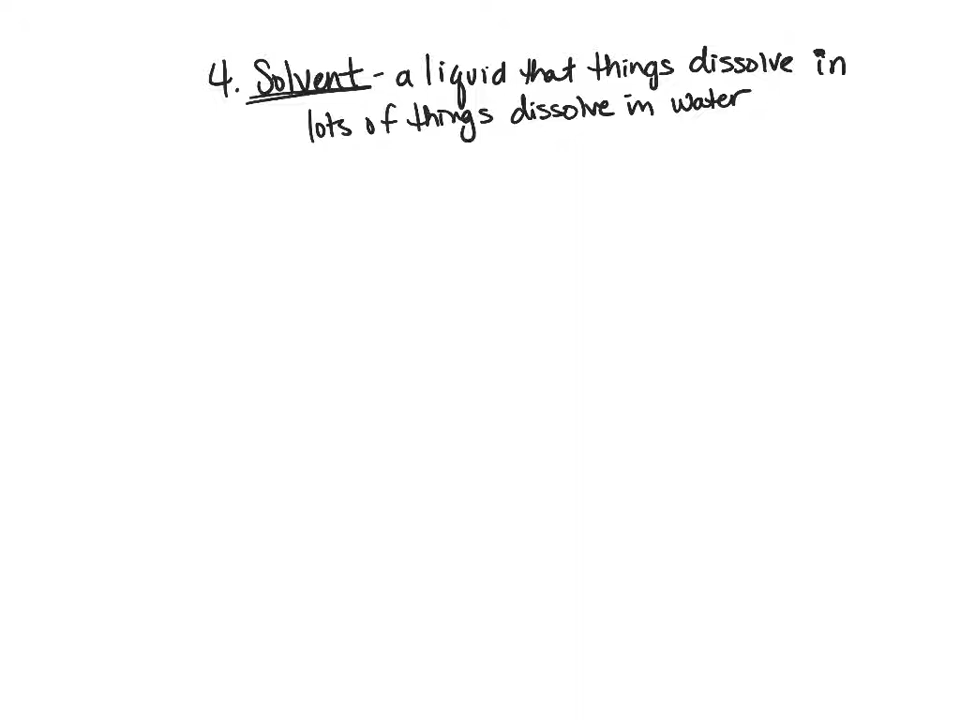 4. Solvent - a liquid that things dissolve in
lots of things dissolve in water